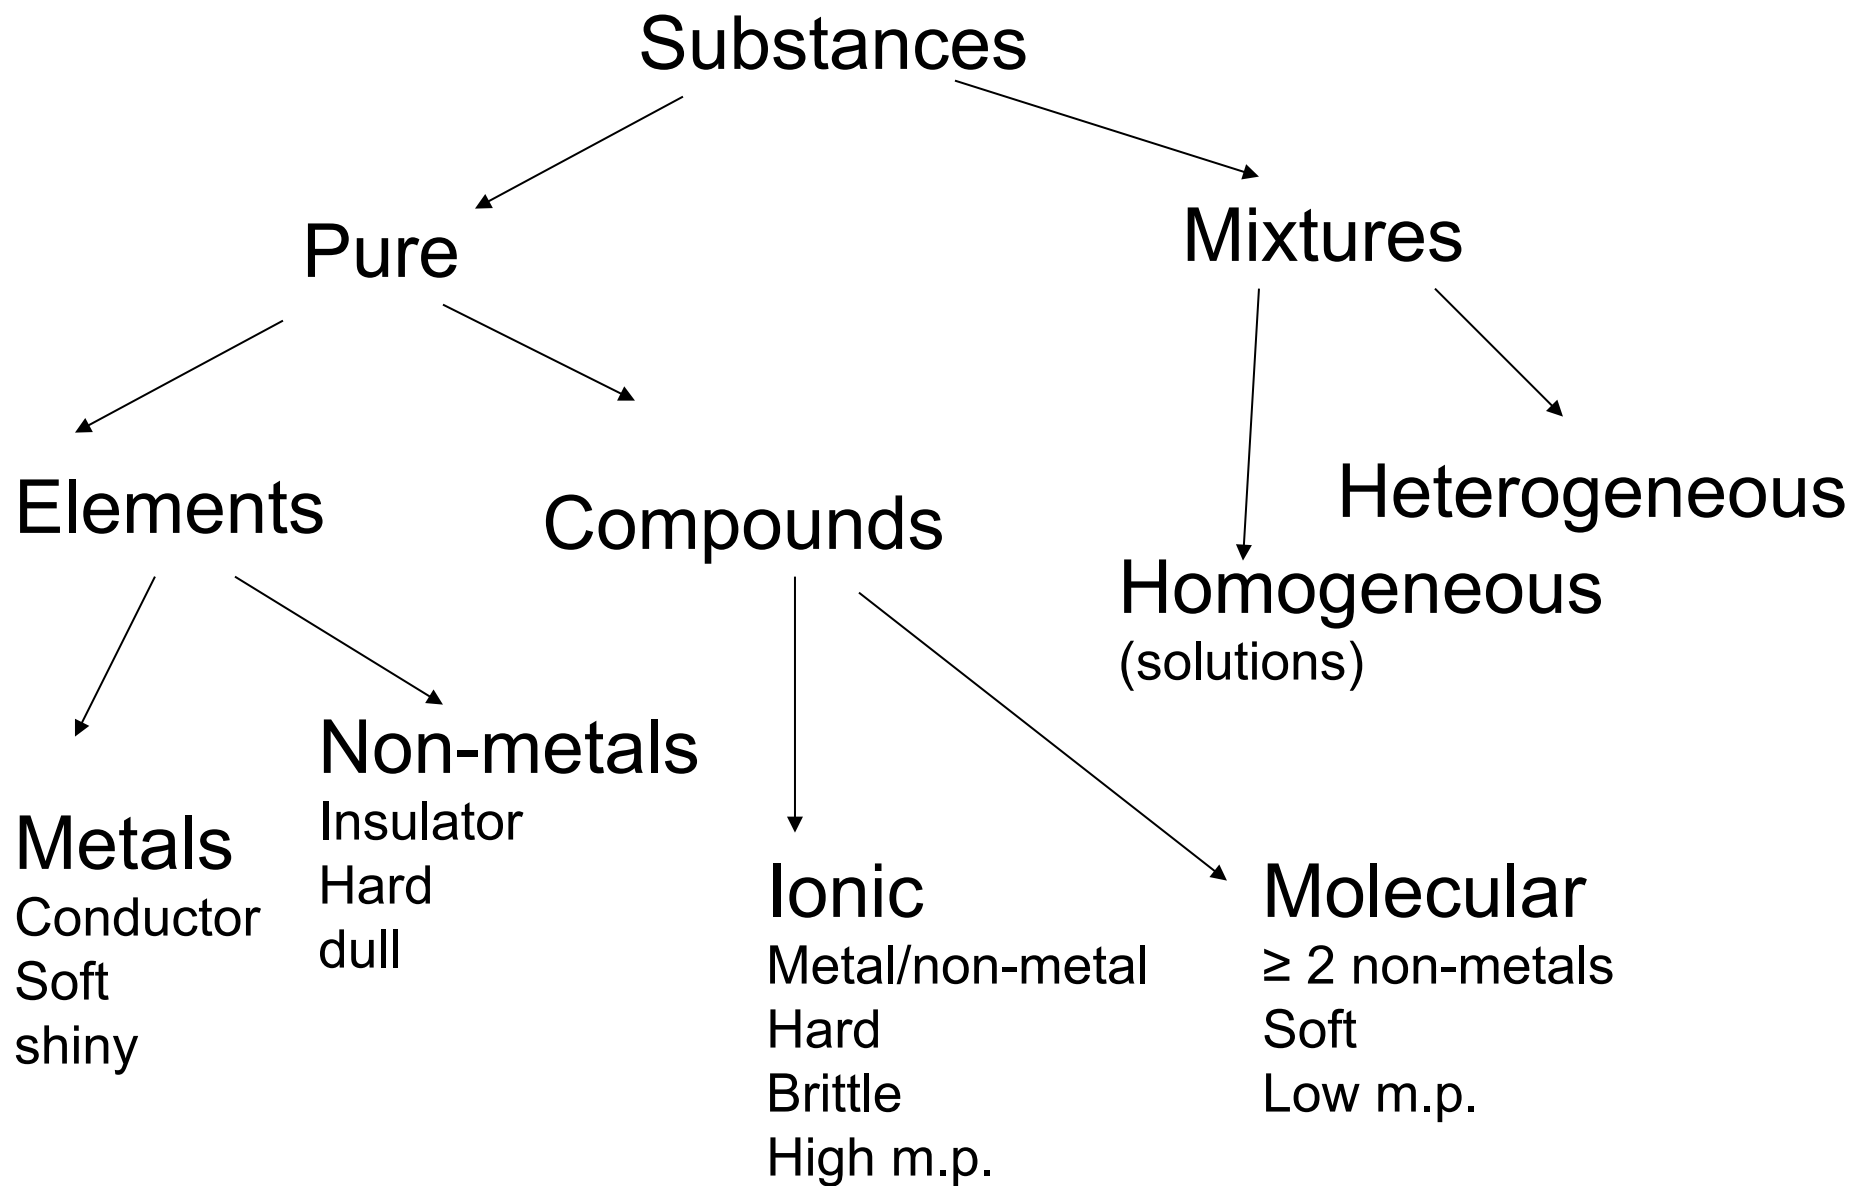 Substances
Pure
Mixtures
Elements
Compounds
Heterogeneous
Homogeneous
(solutions)
Metals
Conductor
Soft
shiny
Non-metals
Insulator
Hard
dull
Ionic
Metal/non-metal
Hard
Brittle
High m.p.
Molecular
≥ 2 non-metals
Soft
Low m.p.